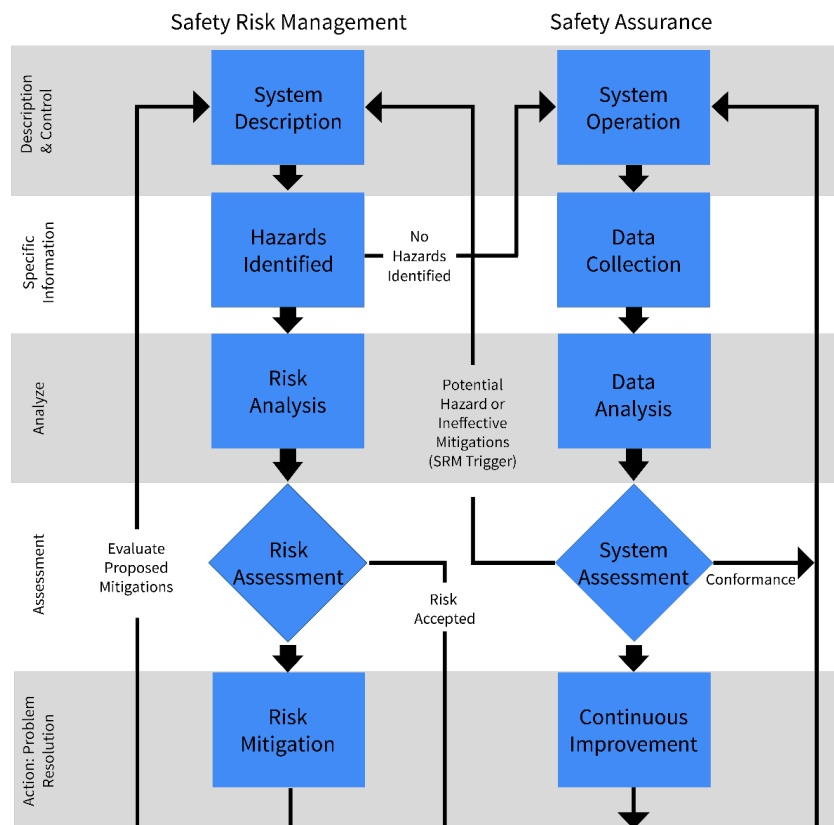 Safety Risk Management
Safety Assurance
Description
& Control
System
Description
System
Operation
Specific
Information
Hazards
Identified
No
Hazards
Identified
Data
Collection
Analyze
Risk
Analysis
Potential
Hazard or
Ineffective
Mitigations
(SRM Trigger)
Data
Analysis
Assessment
Evaluate
Proposed
Mitigations
Risk
Assessment
Risk
Accepted
System
Assessment
Conformance
Action: Problem
Resolution
Risk
Mitigation
Continuous
Improvement